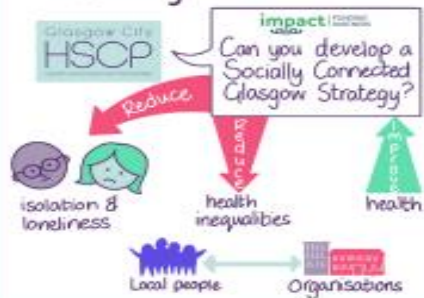 Glasgow City
HSCP
impact
Can you develop a
Socially Connected
Glasgow Strategy?
Reduce
Reduce
Improve
isolation &
loneliness
health
inequalities
health
Local people
Organisations